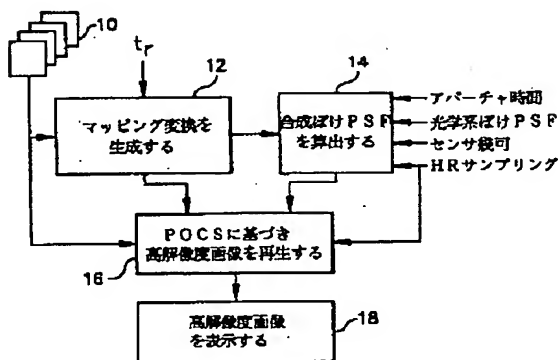 10
tr
12
14
マッピング変換を
生成する
合成ぼけPSF
を算出する
アパーチャ時間
光学系ぼけPSF
センサ
HRサンプリング
POCSに基づき
高解像度画像を再生する
16
高解像度画像
を表示する
18